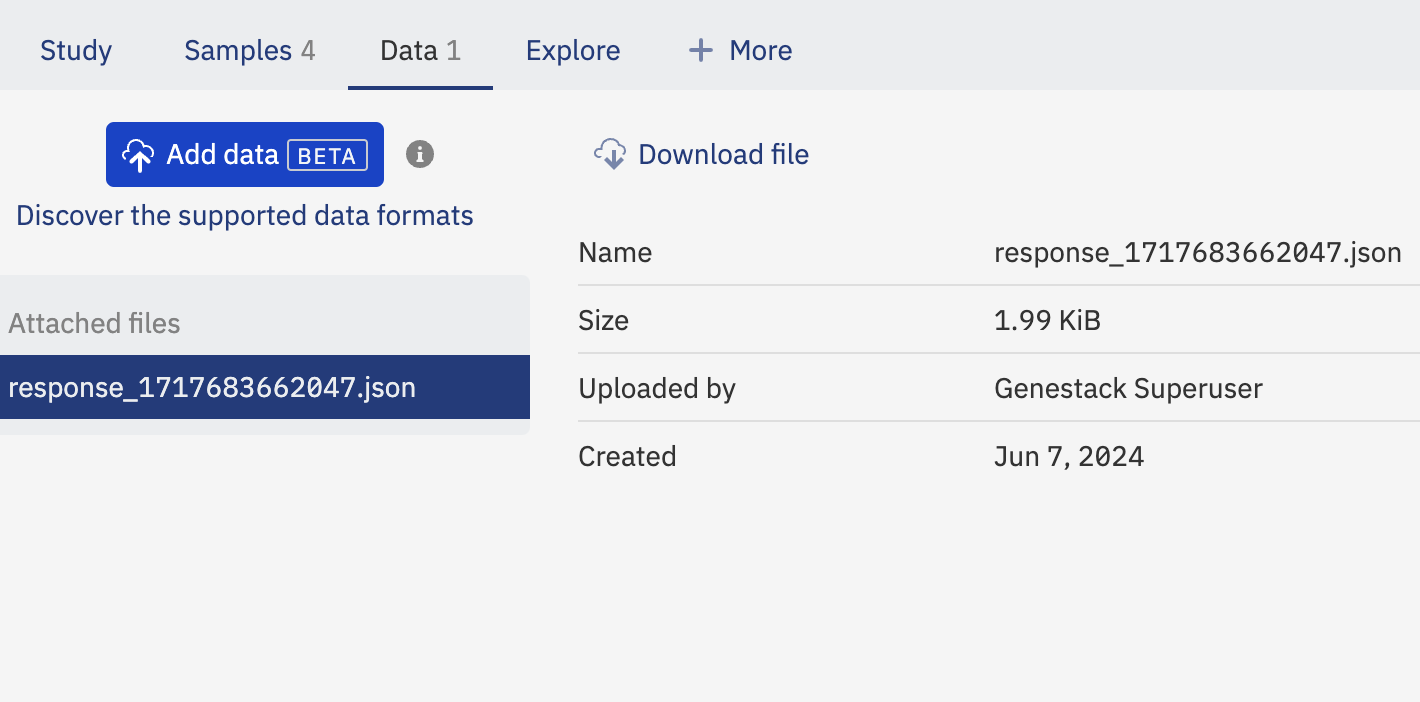 Study Samples 4 Data 1 Explore + More
Add data BETA
Discover the supported data formats
Attached files
response_1717683662047.json
Download file
Name response_1717683662047.json
Size 1.99 KiB
Uploaded by Genestack Superuser
Created Jun 7, 2024